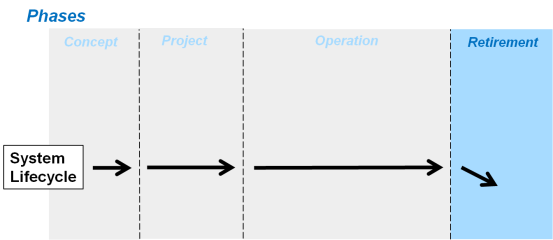 Phases
Concept Project Operation Retirement
System
Lifecycle